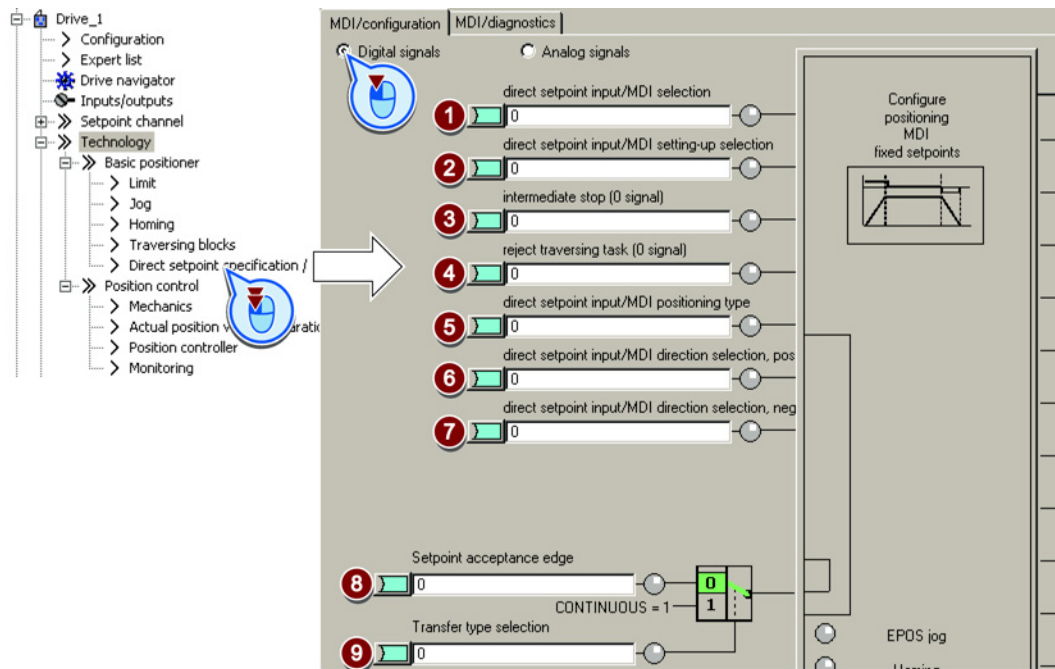 Drive_1
Configuration
Expert list
Drive navigator
Inputs/outputs
Setpoint channel
Technology
Basic positioner
Limit
Jog
Homing
Traversing blocks
Direct setpoint specification /
Position control
Mechanics
Actual position
Position controller
Monitoring
MDI/configuration
MDI/diagnostics
Digital signals
Analog signals
direct setpoint input/MDI selection
1
0
direct setpoint input/MDI setting-up selection
2
0
intermediate stop (0 signal)
3
0
reject traversing task (0 signal)
4
0
direct setpoint input/MDI positioning type
5
0
direct setpoint input/MDI direction selection, pos
6
0
direct setpoint input/MDI direction selection, neg
7
0
Configure
positioning
MDI
fixed setpoints
Setpoint acceptance edge
8
0
0
CONTINUOUS = 1
1
Transfer type selection
9
0
EPOS jog